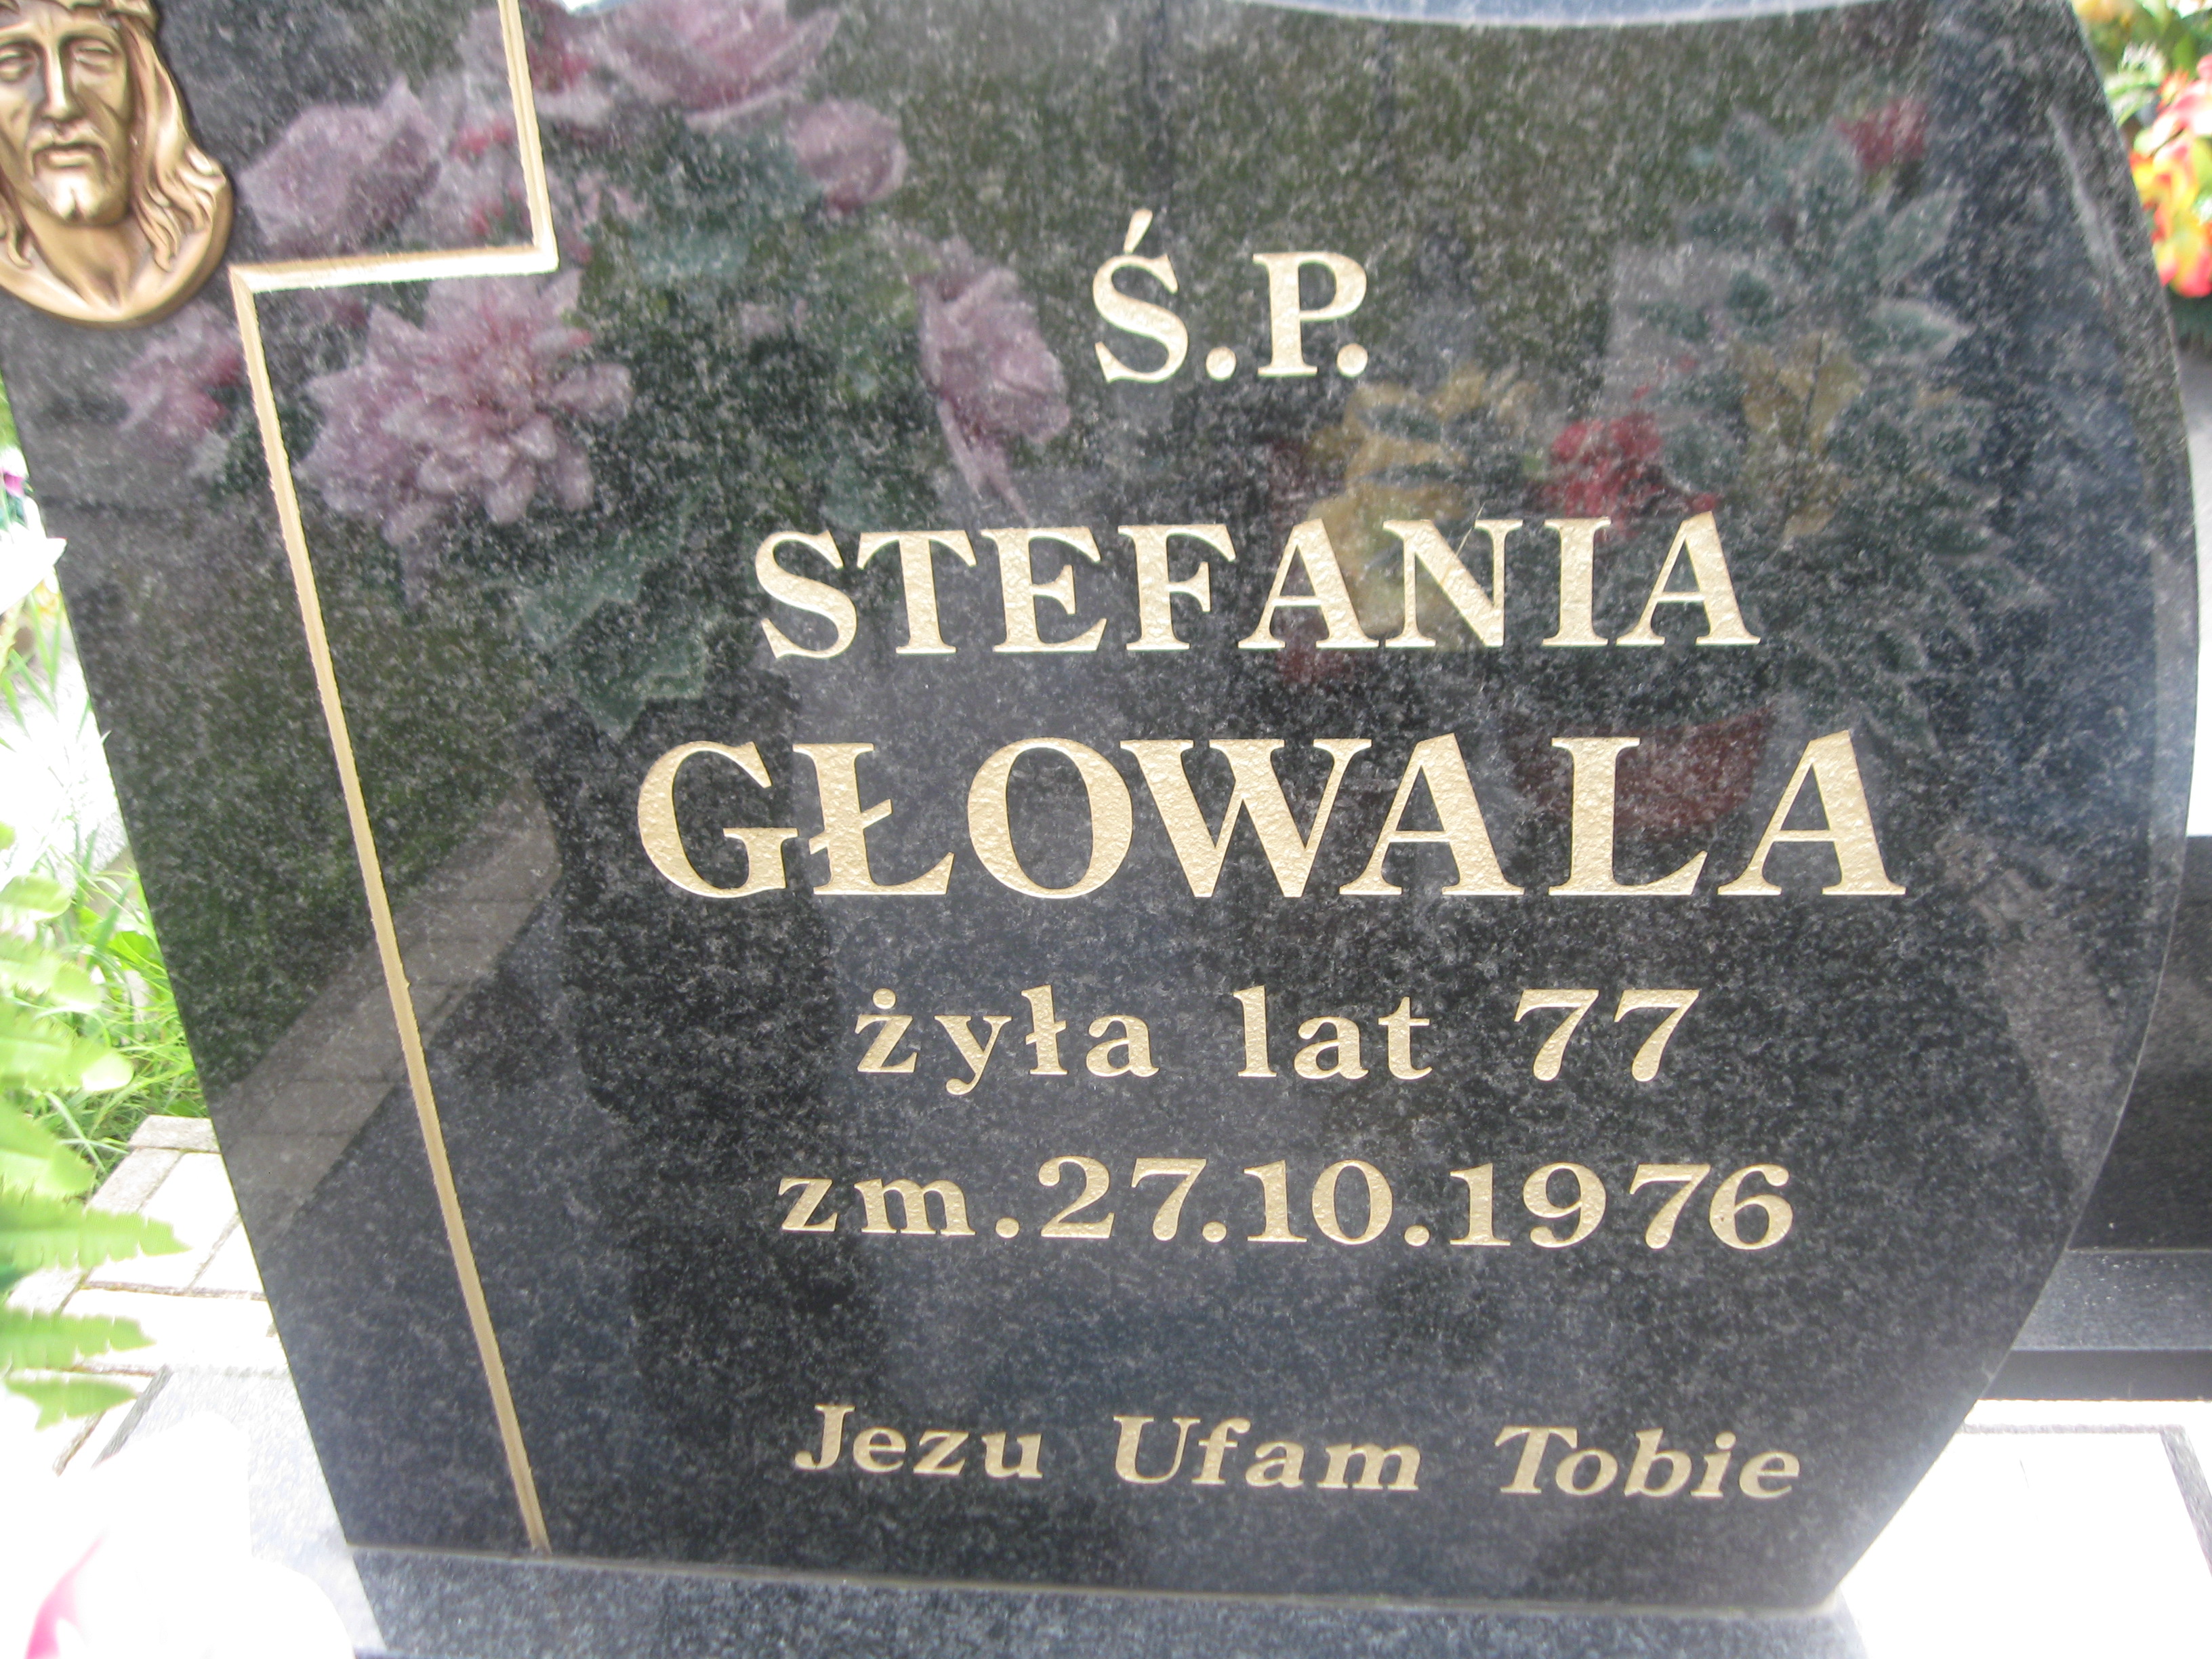 Ś.P.
STEFANIA
GŁOWALA
żyła lat 77
zm.27.10.1976
Jezu Ufam Tobie